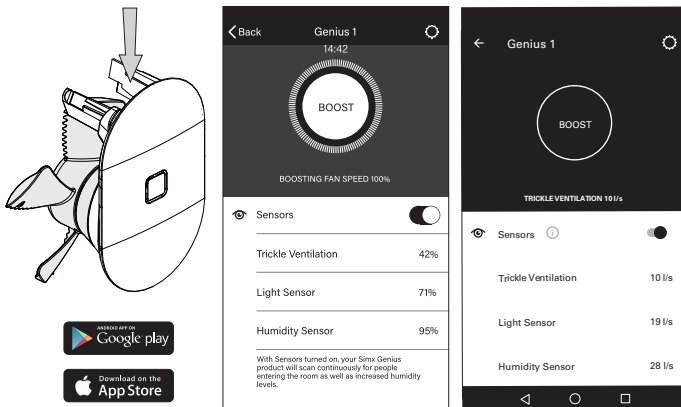 ANDROID APP ON
Google play
Download on the
App Store
Back
Genius 1
14:42
BOOST
BOOSTING FAN SPEED 100%
Sensors
Trickle Ventilation 42%
Light Sensor 71%
Humidity Sensor 95%
With Sensors turned on, your Simx Genius
product will scan continuously for people
entering the room as well as increased humidity
levels.
Genius 1
BOOST
TRICKLE VENTILATION 10 l/s
Sensors
Trickle Ventilation 10 l/s
Light Sensor 19 l/s
Humidity Sensor 28 l/s